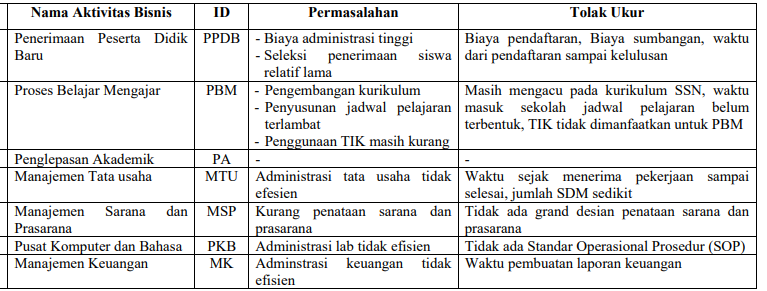 Nama Aktivitas Bisnis ID Permasalahan Tolak Ukur
Penerimaan Peserta Didik PPDB - Biaya administrasi tinggi Biaya pendaftaran, Biaya sumbangan, waktu
Baru - Seleksi penerimaan siswa dari pendaftaran sampai kelulusan
relatif lama
Proses Belajar Mengajar PBM - Pengembangan kurikulum Masih mengacu pada kurikulum SSN, waktu
- Penyusunan jadwal pelajaran masuk sekolah jadwal pelajaran belum
terlambat terbentuk, TIK tidak dimanfaatkan untuk PBM
- Penggunaan TIK masih kurang
Penglepasan Akademik PA - -
Manajemen Tata usaha MTU Administrasi tata usaha tidak Waktu sejak menerima pekerjaan sampai
efesien selesai, jumlah SDM sedikit
Manajemen Sarana dan MSP Kurang penataan sarana dan Tidak ada grand desian penataan sarana dan
Prasarana prasarana prasarana
Pusat Komputer dan Bahasa PKB Administrasi lab tidak efisien Tidak ada Standar Operasional Prosedur (SOP)
Manajemen Keuangan MK Adminstrasi keuangan tidak Waktu pembuatan laporan keuangan
efisien